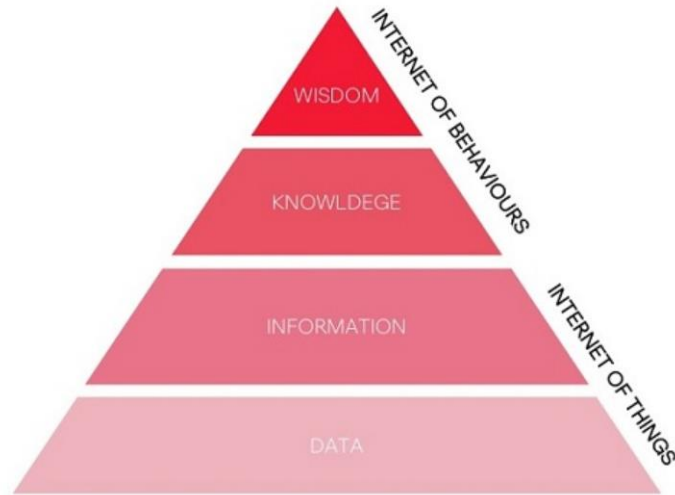 WISDOM
INTERNET OF BEHAVIOURS
KNOWLDEGE
INFORMATION
INTERNET OF THINGS
DATA